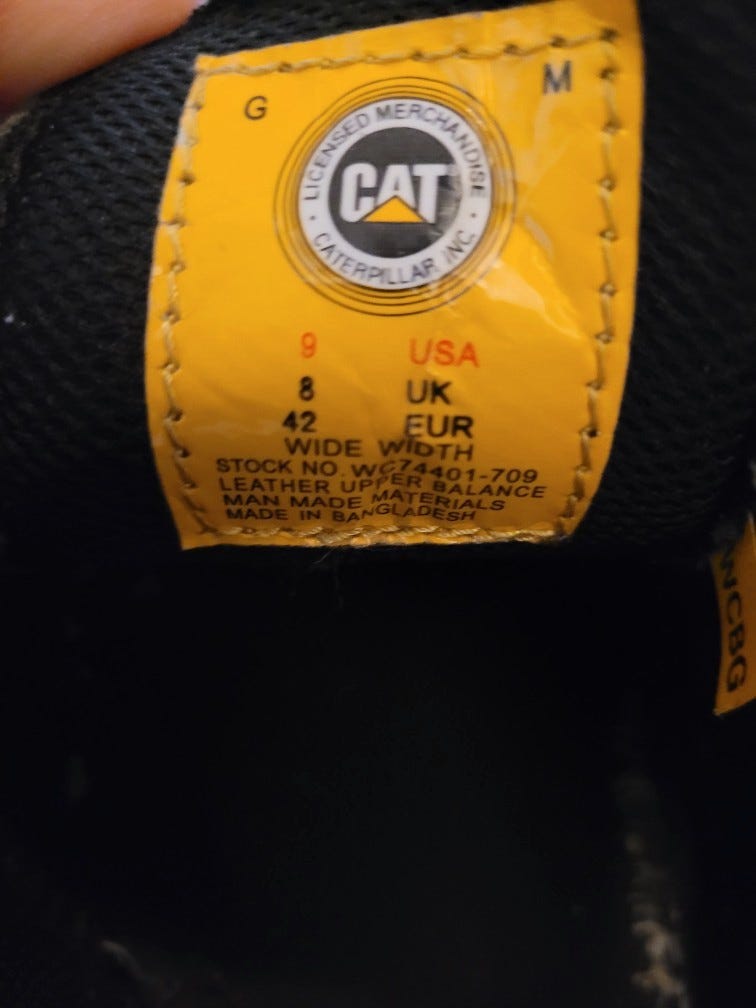 G M
LICENSED MERCHANDISE
CAT
CATERPILLAR INC.
9 USA
8 UK
42 EUR
WIDE WIDTH
STOCK NO. WC74401-709
LEATHER UPPER BALANCE
MAN MADE MATERIALS
MADE IN BANGLADESH
WCBG